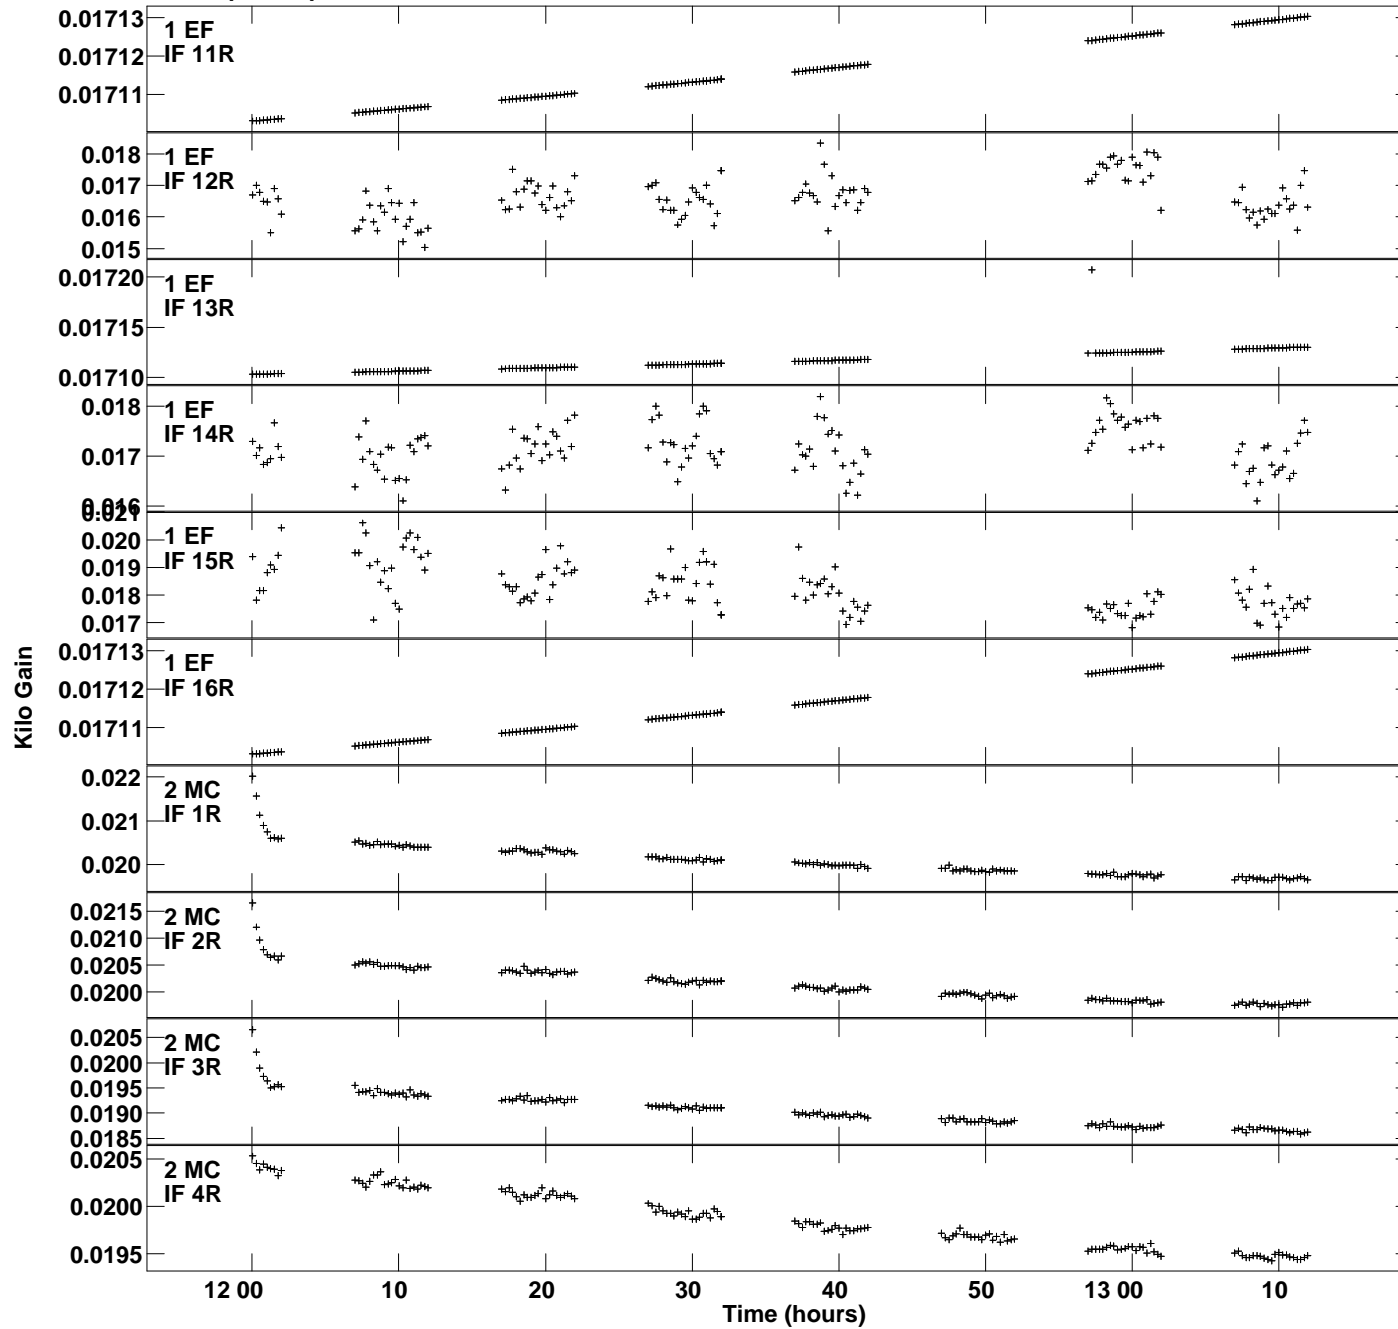 0.01713
0.01712
0.01711
1 EF
IF 11R
0.018
0.017
0.016
0.015
1 EF
IF 12R
0.01720
0.01715
0.01710
1 EF
IF 13R
0.018
0.017
0.016
1 EF
IF 14R
0.021
0.020
0.019
0.018
0.017
1 EF
IF 15R
0.01713
0.01712
0.01711
1 EF
IF 16R
0.022
0.021
0.020
2 MC
IF 1R
0.0215
0.0210
0.0205
0.0200
2 MC
IF 2R
0.0205
0.0200
0.0195
0.0190
0.0185
2 MC
IF 3R
0.0205
0.0200
0.0195
2 MC
IF 4R
Kilo Gain
12 00 10 20 30 40 50 13 00 10
Time (hours)